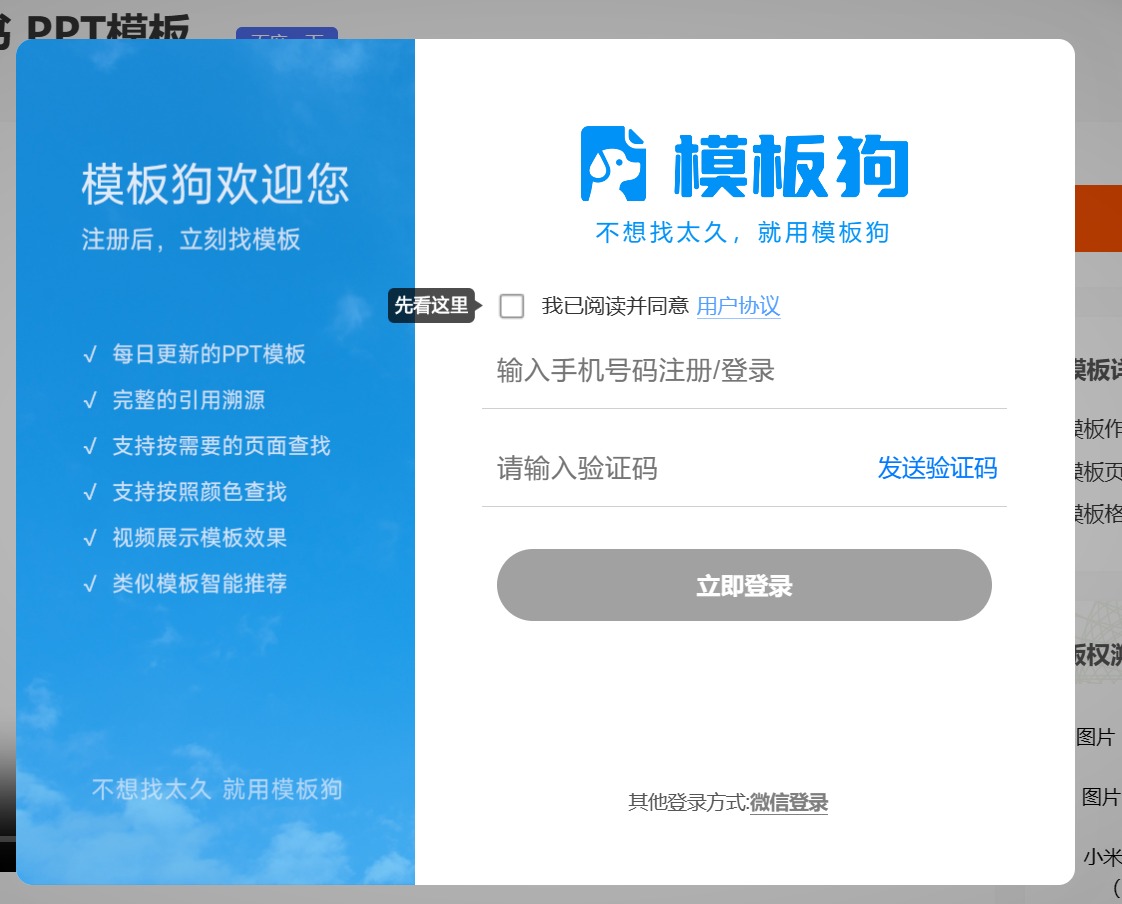 PPT模板
模板狗欢迎您
注册后，立刻找模板
√ 每日更新的PPT模板
√ 完整的引用溯源
√ 支持按需要的页面查找
√ 支持按照颜色查找
√ 视频展示模板效果
√ 类似模板智能推荐
不想找太久 就用模板狗
模板狗
不想找太久，就用模板狗
先看这里
我已阅读并同意 用户协议
输入手机号码注册/登录
请输入验证码
发送验证码
立即登录
其他登录方式:微信登录
模板详
模板作
模板页
模板格
版权溯
图片
图片
小米
（